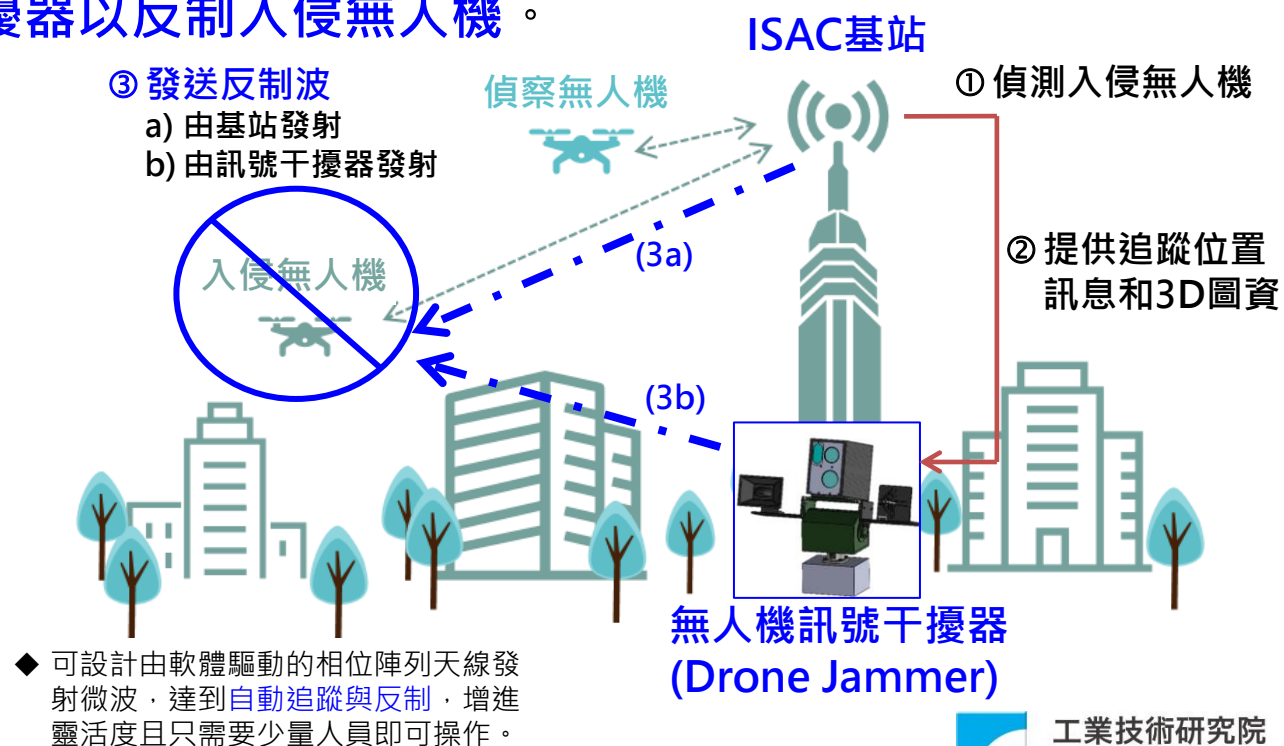 擾器以反制入侵無人機。
ISAC基站
③ 發送反制波
a) 由基站發射
b) 由訊號干擾器發射
偵察無人機
① 偵測入侵無人機
(3a)
② 提供追蹤位置
訊息和3D圖資
入侵無人機
(3b)
無人機訊號干擾器
(Drone Jammer)
◆ 可設計由軟體驅動的相位陣列天線發
射微波，達到自動追蹤與反制，增進
靈活度且只需要少量人員即可操作。
工業技術研究院